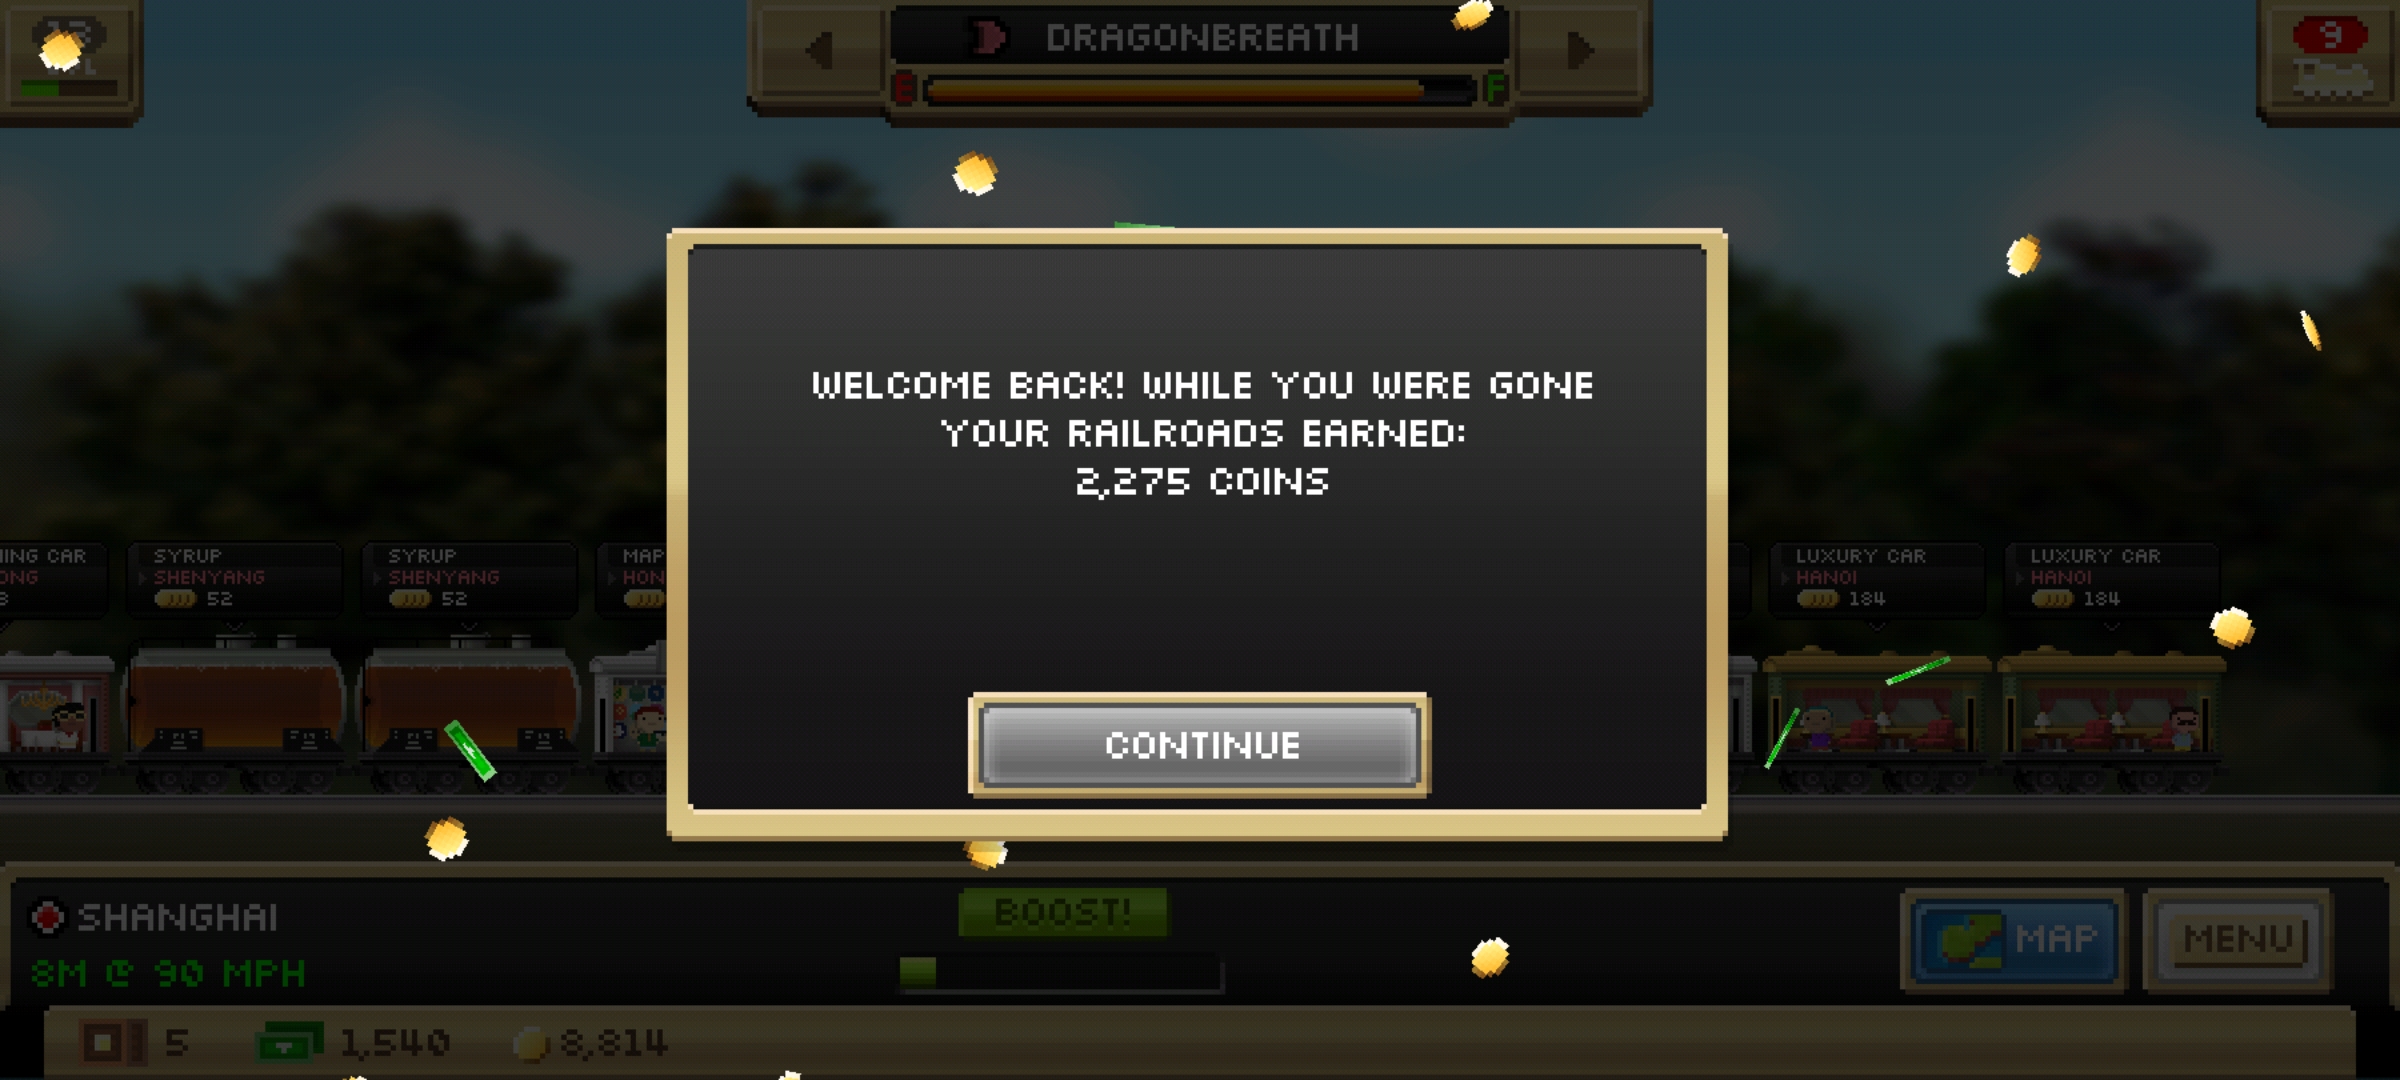 DRAGONBREATH
9
E
F
WELCOME BACK! WHILE YOU WERE GONE
YOUR RAILROADS EARNED:
2,275 COINS
CONTINUE
CAR
SYRUP
SHENYANG
52
SYRUP
SHENYANG
52
LUXURY CAR
HANOI
184
LUXURY CAR
HANOI
184
SHANGHAI
8M @ 90 MPH
BOOST!
MAP
MENU
5
1,540
8,814